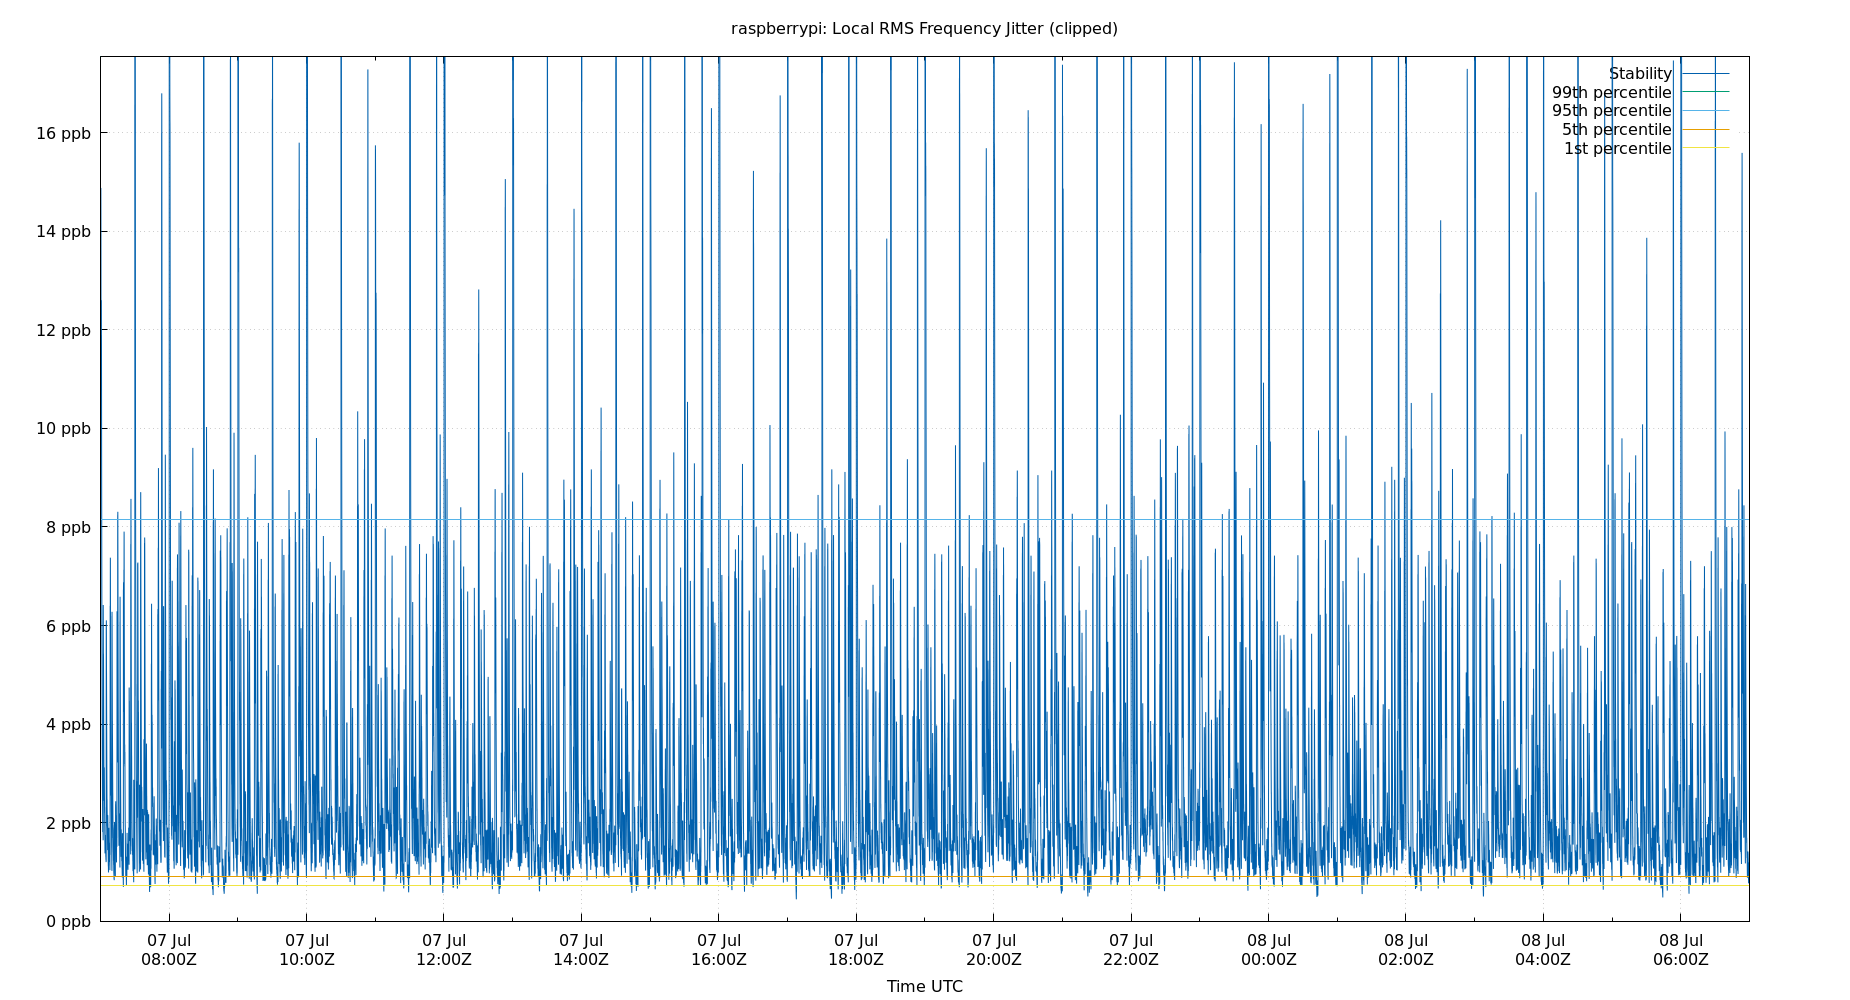 raspberrypi: Local RMS Frequency Jitter (clipped)
Stability
99th percentile
95th percentile
5th percentile
1st percentile
16 ppb
14 ppb
12 ppb
10 ppb
8 ppb
6 ppb
4 ppb
2 ppb
0 ppb
07 Jul 07 Jul 07 Jul 07 Jul 07 Jul 07 Jul 07 Jul 07 Jul 08 Jul 08 Jul 08 Jul 08 Jul
08:00Z 10:00Z 12:00Z 14:00Z 16:00Z 18:00Z 20:00Z 22:00Z 00:00Z 02:00Z 04:00Z 06:00Z
Time UTC